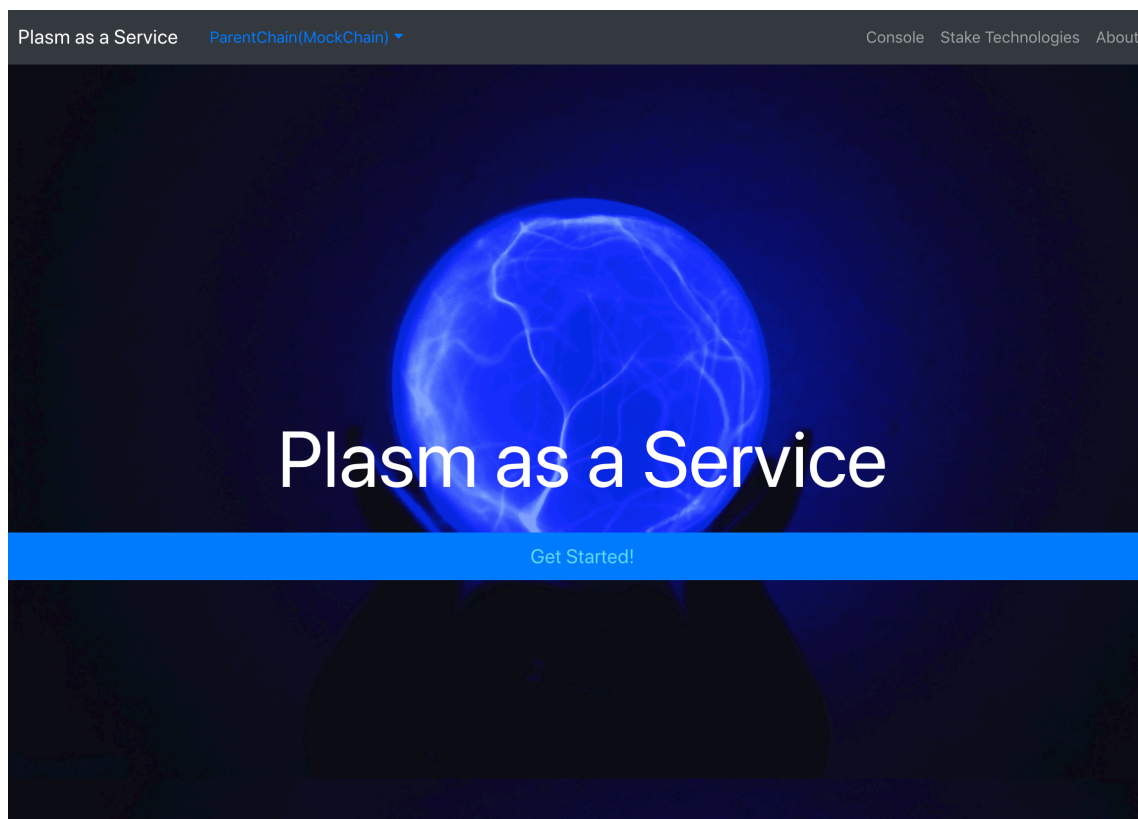 Plasm as a Service ParentChain(MockChain) Console Stake Technologies About
Plasm as a Service
Get Started!